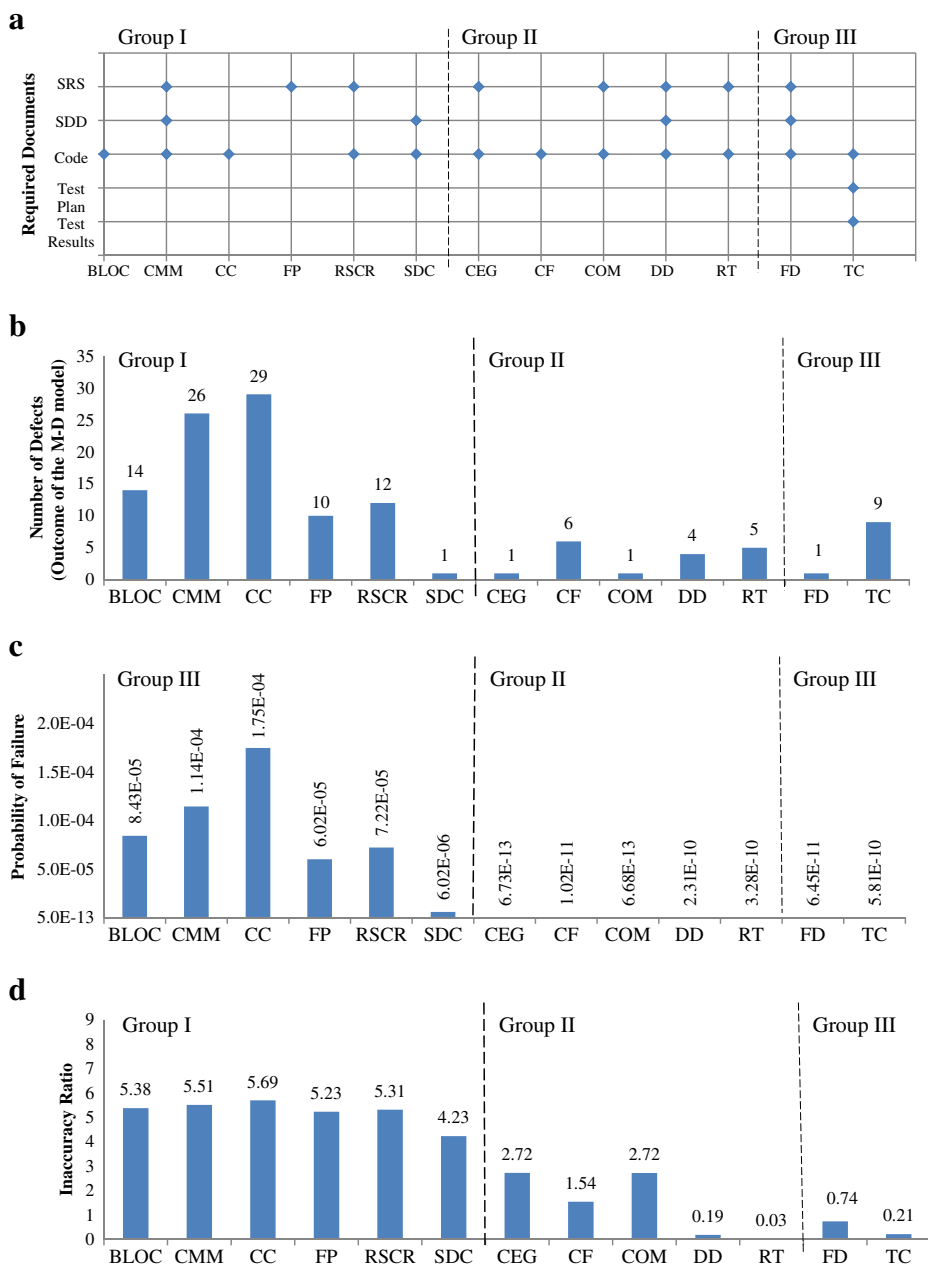 a
Group I Group II Group III
Required Documents
SRS
SDD
Code
Test
Plan
Test
Results
BLOC CMM CC FP RSCR SDC CEG CF COM DD RT FD TC
b
Group I Group II Group III
Number of Defects
(Outcome of the M-D model)
35
30
25
20
15
10
5
0
14 26 29 10 12 1 1 6 1 4 5 1 9
BLOC CMM CC FP RSCR SDC CEG CF COM DD RT FD TC
c
Group III Group II Group III
Probability of Failure
2.0E-04
1.5E-04
1.0E-04
5.0E-05
5.0E-13
8.43E-05 1.14E-04 1.75E-04 6.02E-05 7.22E-05 6.02E-06 6.73E-13 1.02E-11 6.68E-13 2.31E-10 3.28E-10 6.45E-11 5.81E-10
BLOC CMM CC FP RSCR SDC CEG CF COM DD RT FD TC
d
Group I Group II Group III
Inaccuracy Ratio
9
8
7
6
5
4
3
2
1
0
5.38 5.51 5.69 5.23 5.31 4.23 2.72 1.54 2.72 0.19 0.03 0.74 0.21
BLOC CMM CC FP RSCR SDC CEG CF COM DD RT FD TC